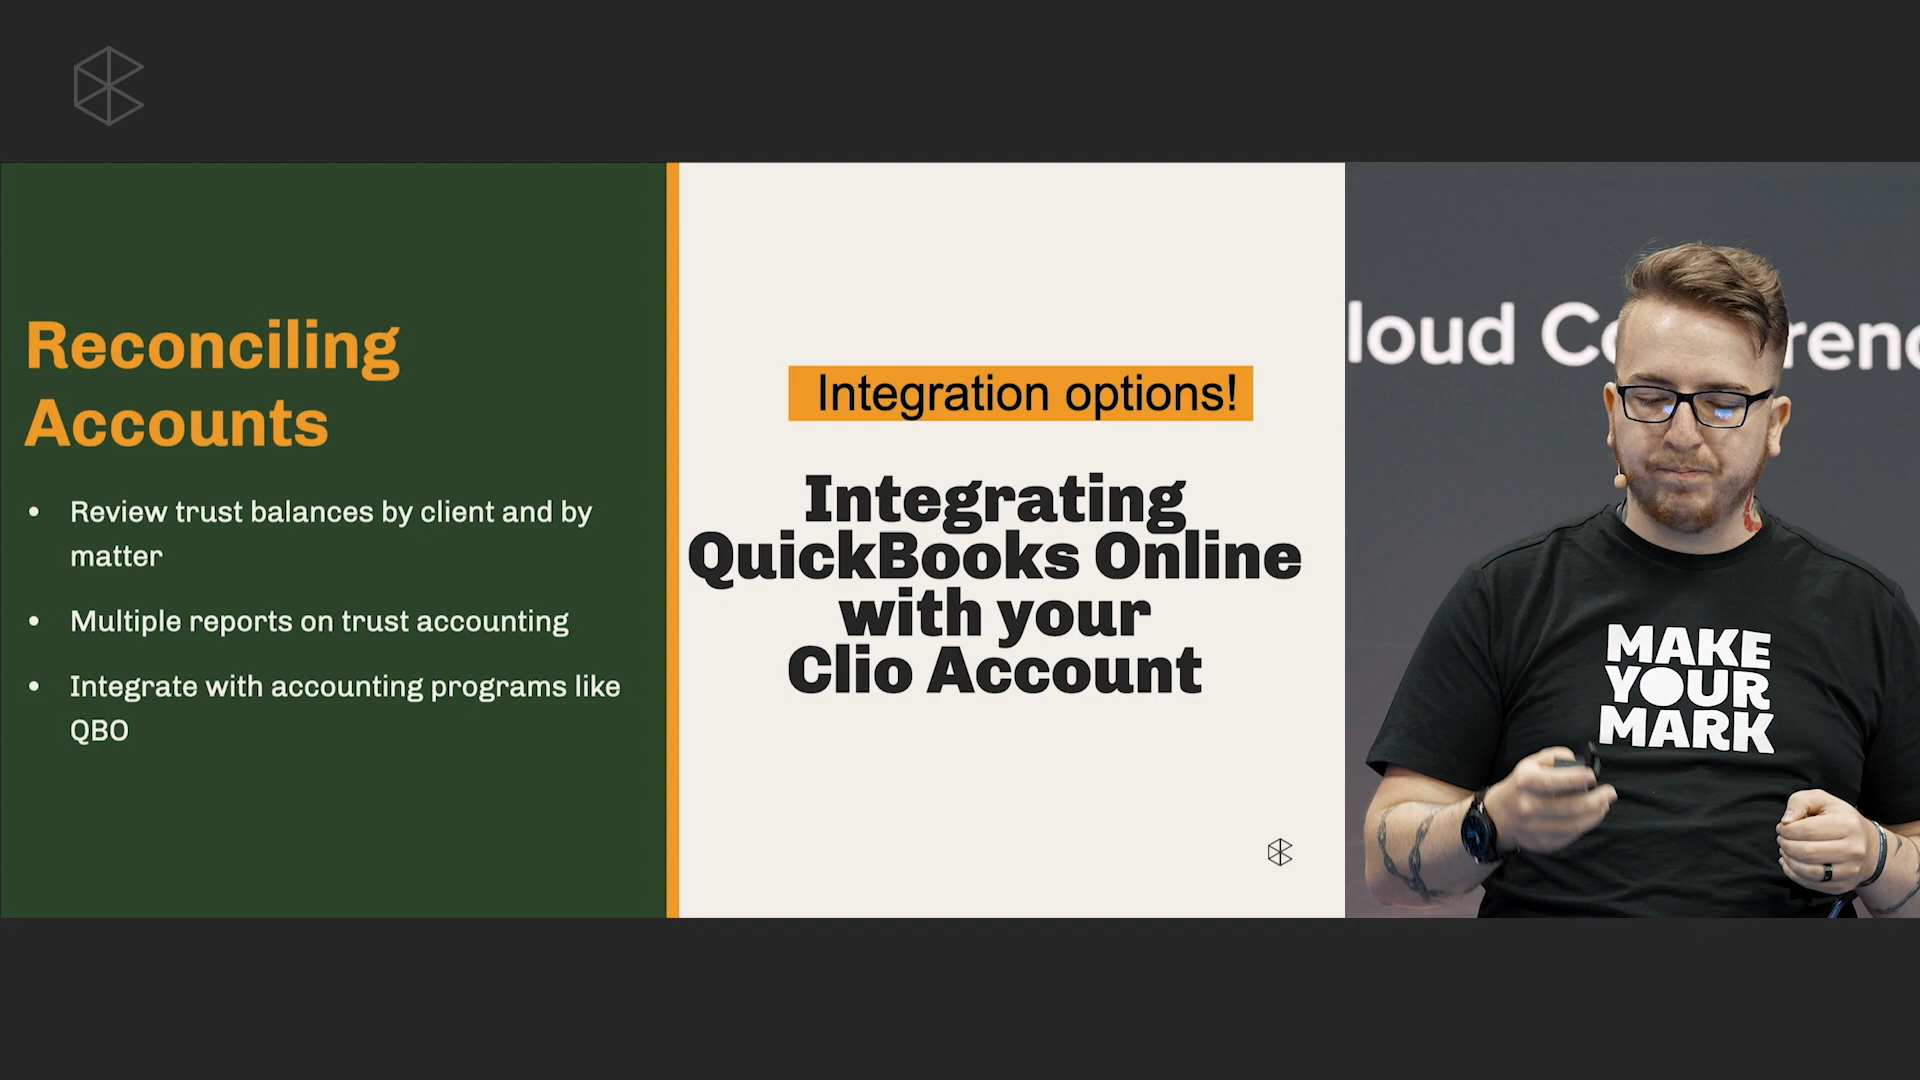 Reconciling
Accounts
• Review trust balances by client and by
matter
• Multiple reports on trust accounting
• Integrate with accounting programs like
QBO
Integration options!
Integrating
QuickBooks Online
with your
Clio Account
loud Co
renc
MAKE
YOUR
MARK